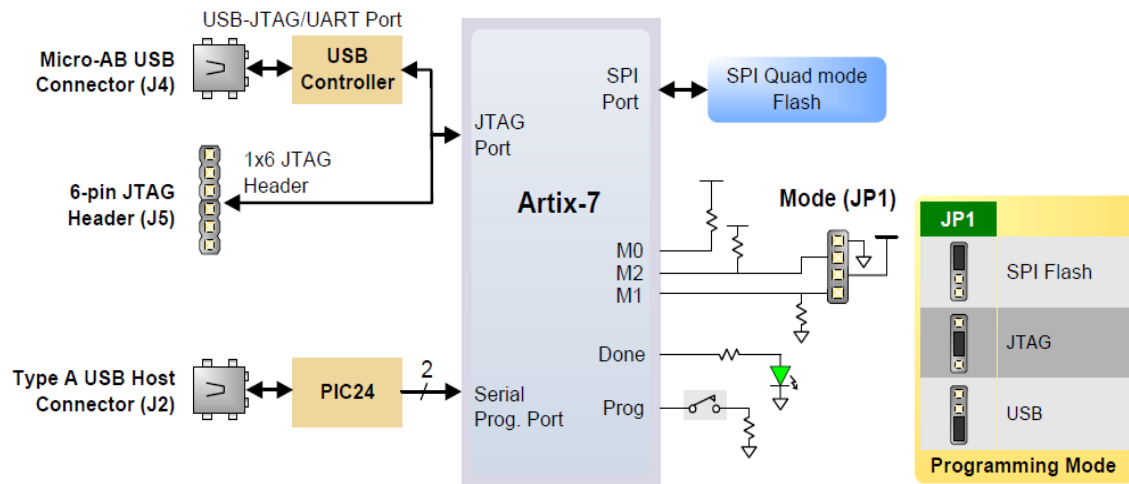 USB-JTAG/UART Port
Micro-AB USB
Connector (J4)
USB
Controller
6-pin JTAG
Header (J5)
1x6 JTAG
Header
JTAG
Port
SPI
Port
SPI Quad mode
Flash
Artix-7
Mode (JP1)
M0
M2
M1
Done
Prog
Type A USB Host
Connector (J2)
PIC24
2
Serial
Prog. Port
JP1
SPI Flash
JTAG
USB
Programming Mode